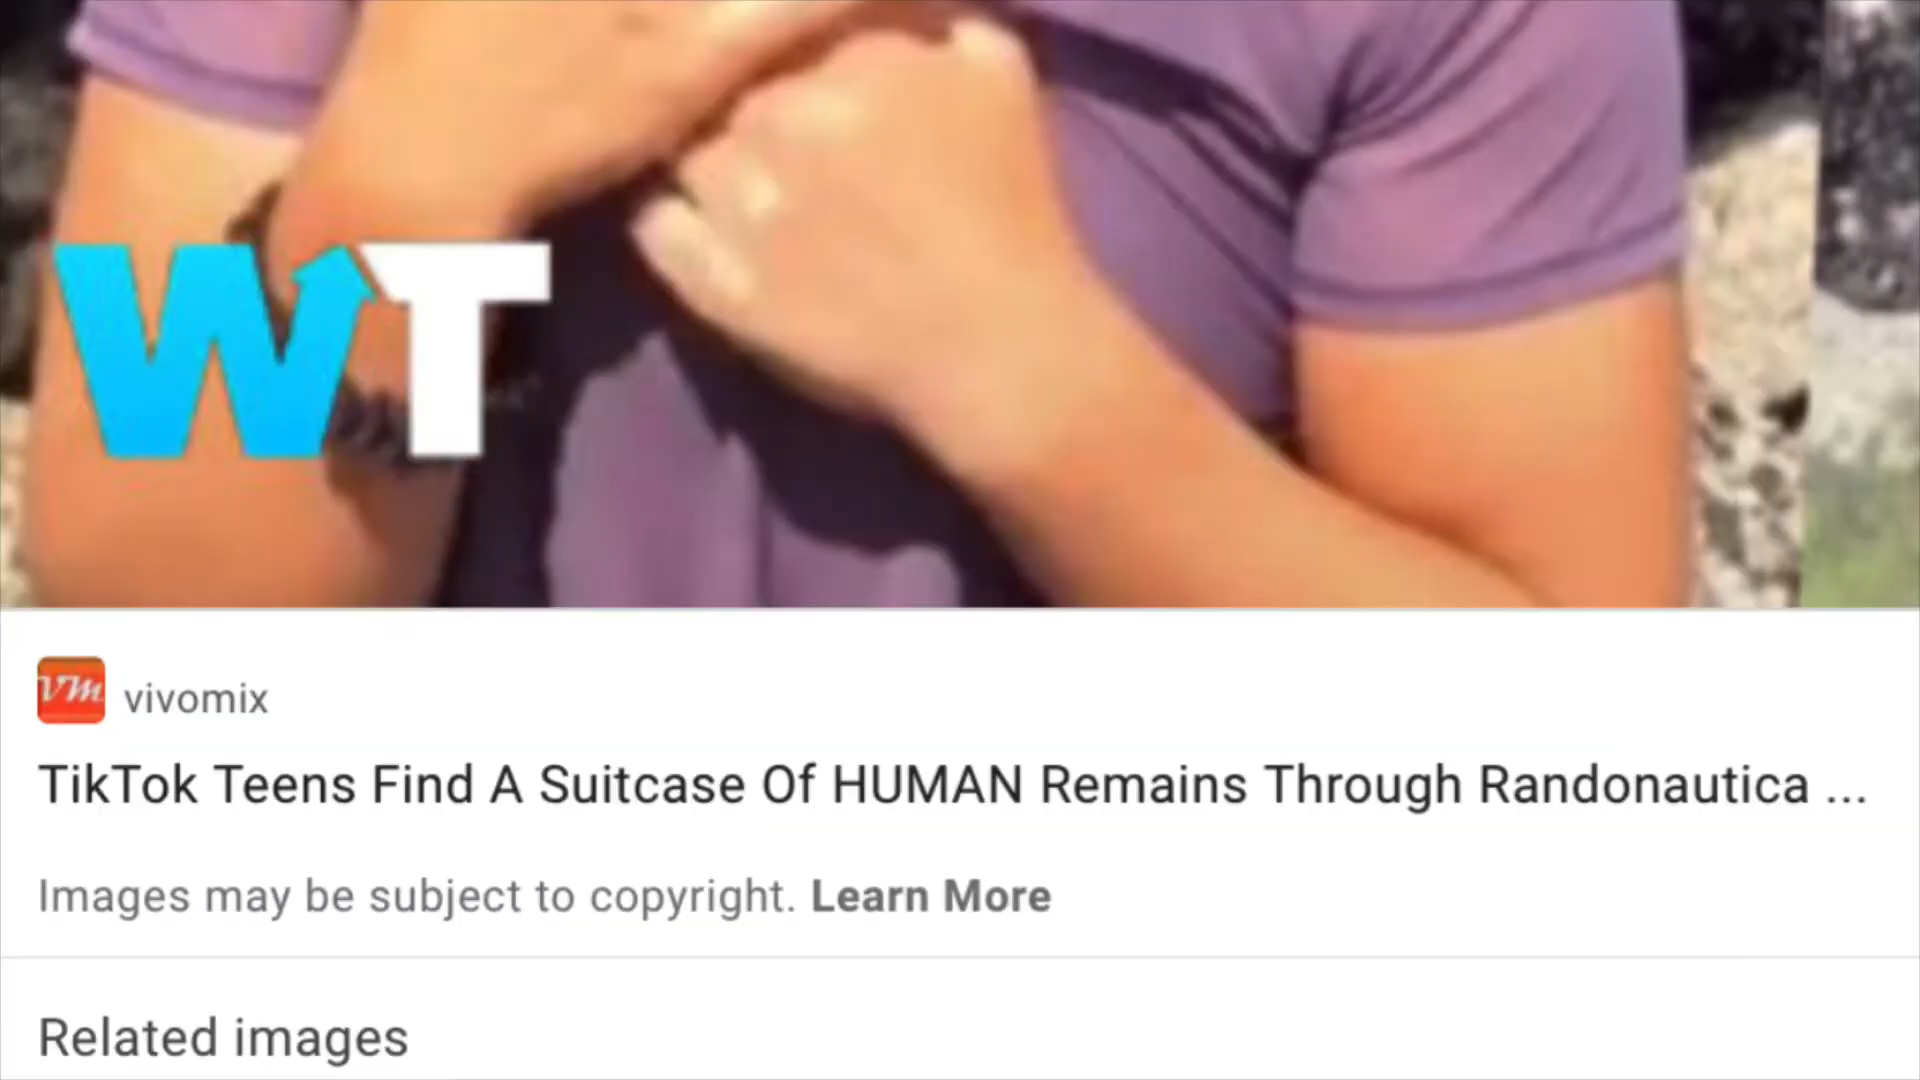 WT
Vm vivomix
TikTok Teens Find A Suitcase Of HUMAN Remains Through Randonautica ...
Images may be subject to copyright. Learn More
Related images